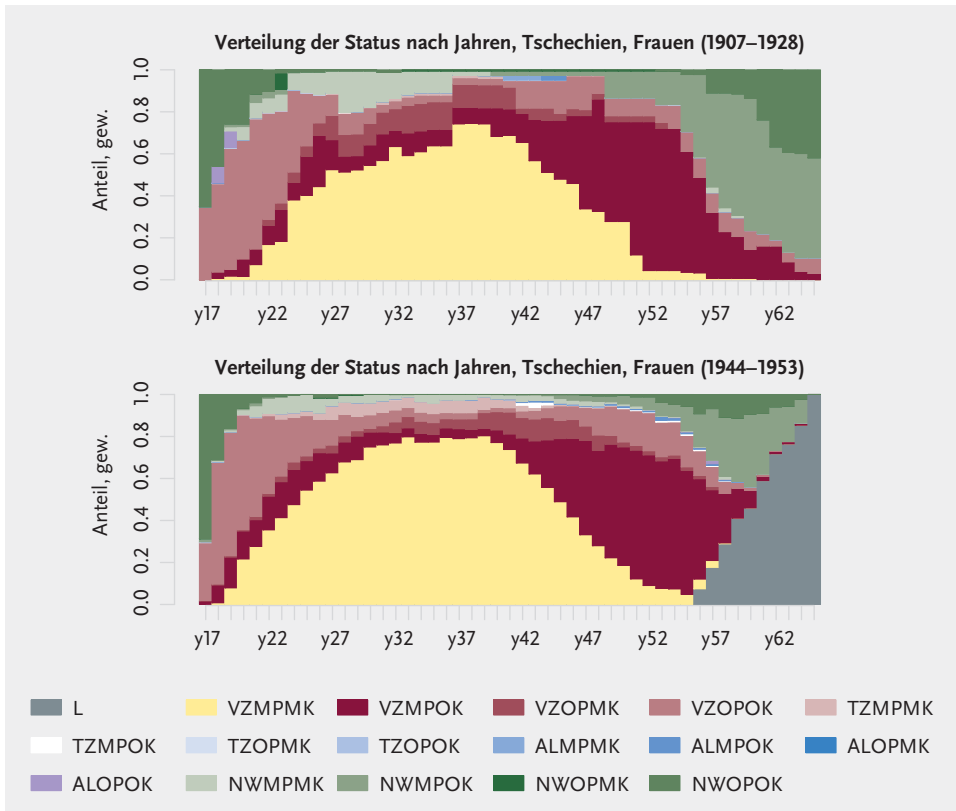 Verteilung der Status nach Jahren, Tschechien, Frauen (1907–1928)
Anteil, gew.
1.0
0.8
0.6
0.4
0.2
0.0
y17 y22 y27 y32 y37 y42 y47 y52 y57 y62
Verteilung der Status nach Jahren, Tschechien, Frauen (1944–1953)
Anteil, gew.
1.0
0.8
0.6
0.4
0.2
0.0
y17 y22 y27 y32 y37 y42 y47 y52 y57 y62
L VZMPMK VZMPOK VZOPMK VZOPOK TZMPMK
TZMPOK TZOPMK TZOPOK ALMPMK ALMPOK ALOPMK
ALOPOK NWMPMK NWMPOK NWOPMK NWOPOK